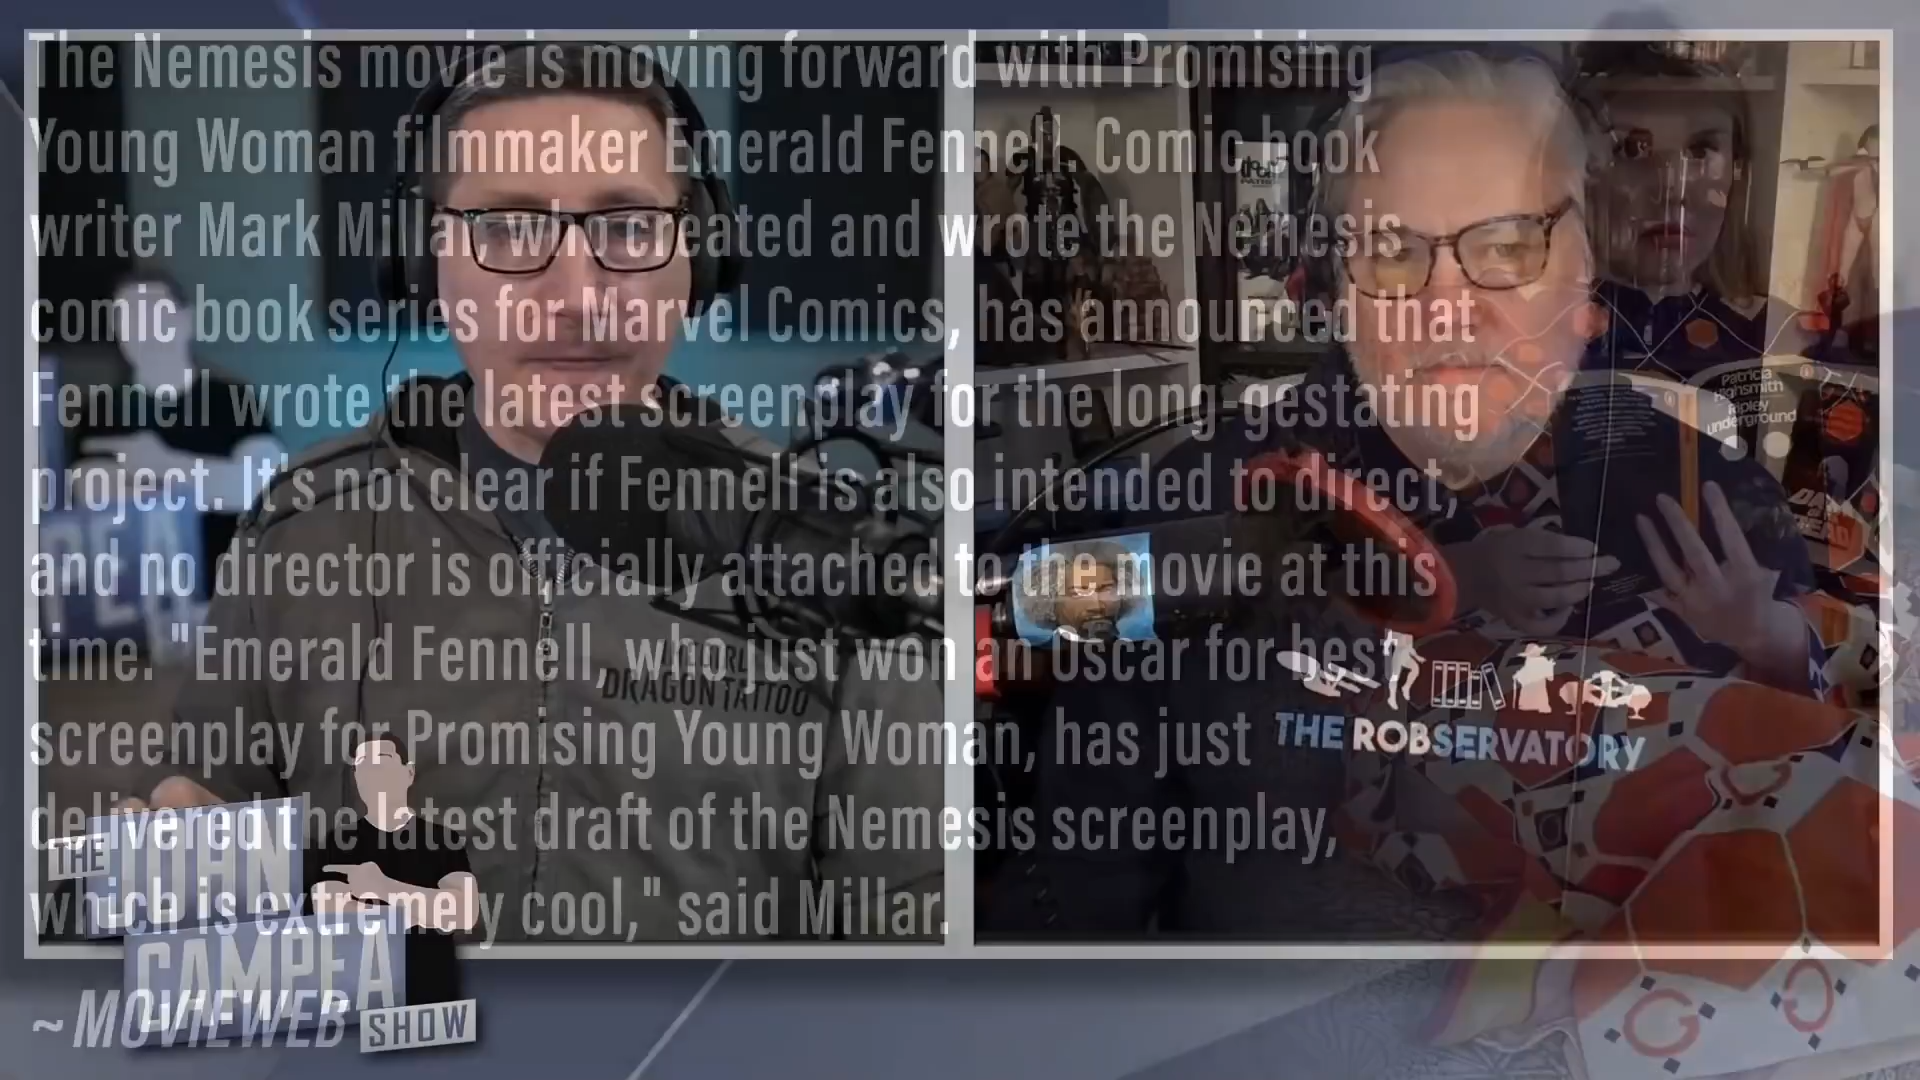 The Nemesis movie is moving forward with Promising
Young Woman filmmaker Emerald Fennell. Comic book
writer Mark Millar, who created and wrote the Nemesis
comic book series for Marvel Comics, has announced that
Fennell wrote the latest screenplay for the long-gestating
project. It's not clear if Fennell is also intended to direct,
and no director is officially attached to the movie at this
time. "Emerald Fennell, who just won an Oscar for best
screenplay for Promising Young Woman, has just
delivered the latest draft of the Nemesis screenplay,
which is extremely cool," said Millar.
~MOVIEWEB
THE
JOHN
CAMPEA
SHOW
DRAGON TATTOO
THE ROBSERVATORY
Patricia
Highsmith
Ripley
underground